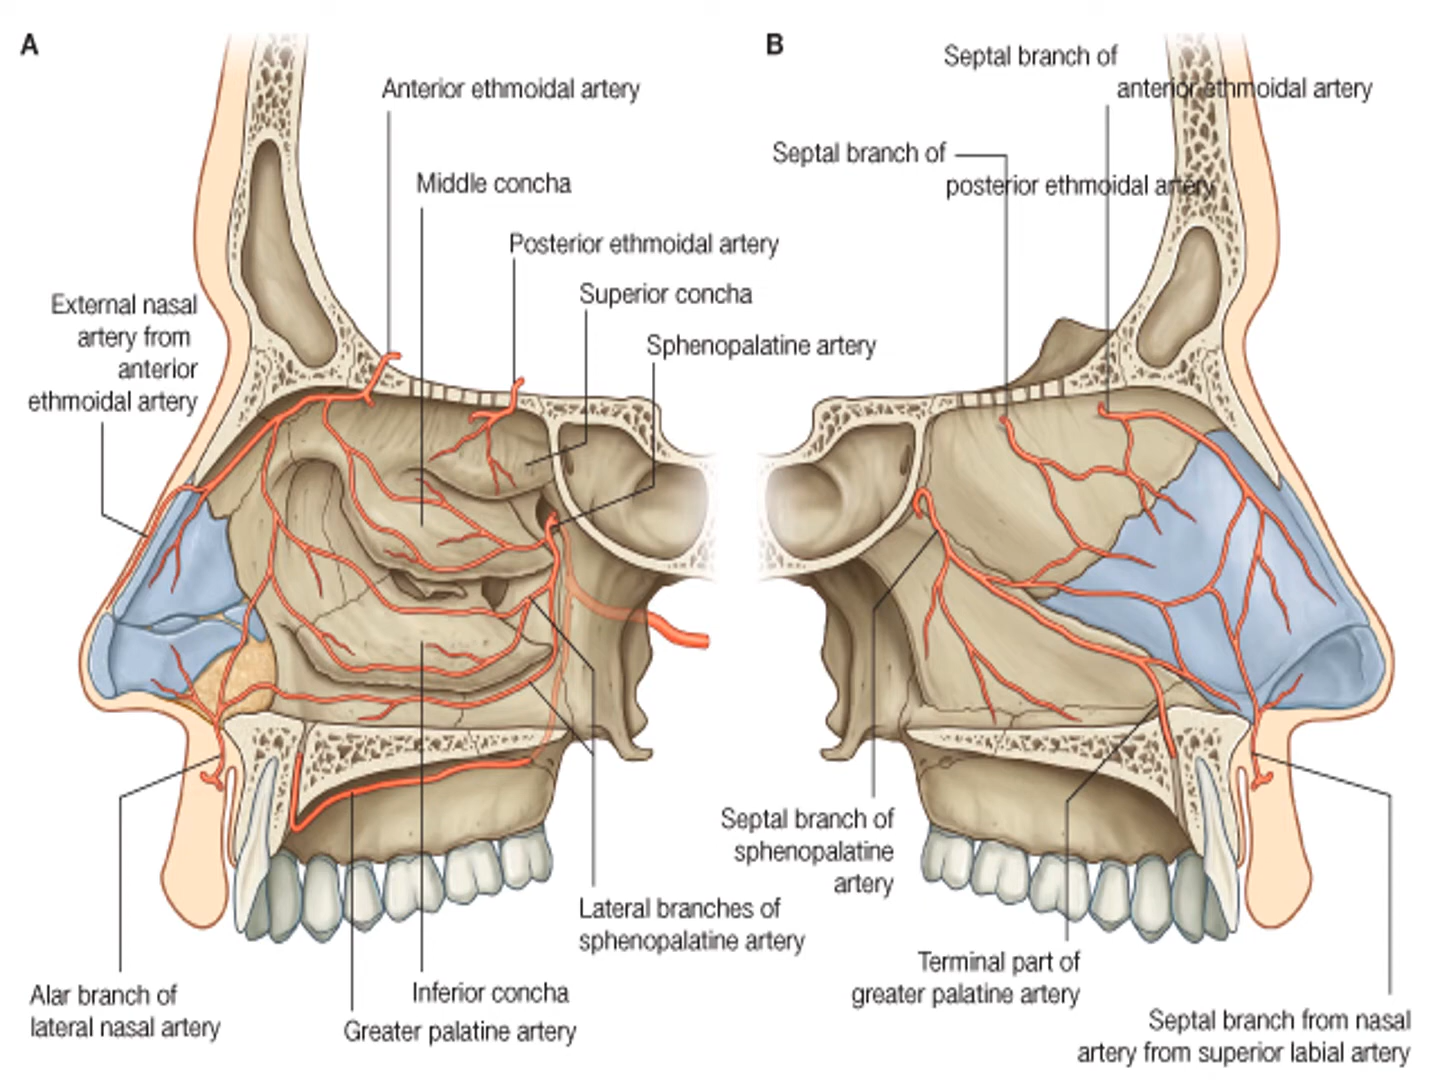 A
Anterior ethmoidal artery
Middle concha
Posterior ethmoidal artery
Superior concha
Sphenopalatine artery
External nasal
artery from
anterior
ethmoidal artery
Alar branch of
lateral nasal artery
Greater palatine artery
Inferior concha
Lateral branches of
sphenopalatine artery
B
Septal branch of
anterior ethmoidal artery
Septal branch of
posterior ethmoidal artery
Septal branch of
sphenopalatine
artery
Terminal part of
greater palatine artery
Septal branch from nasal
artery from superior labial artery